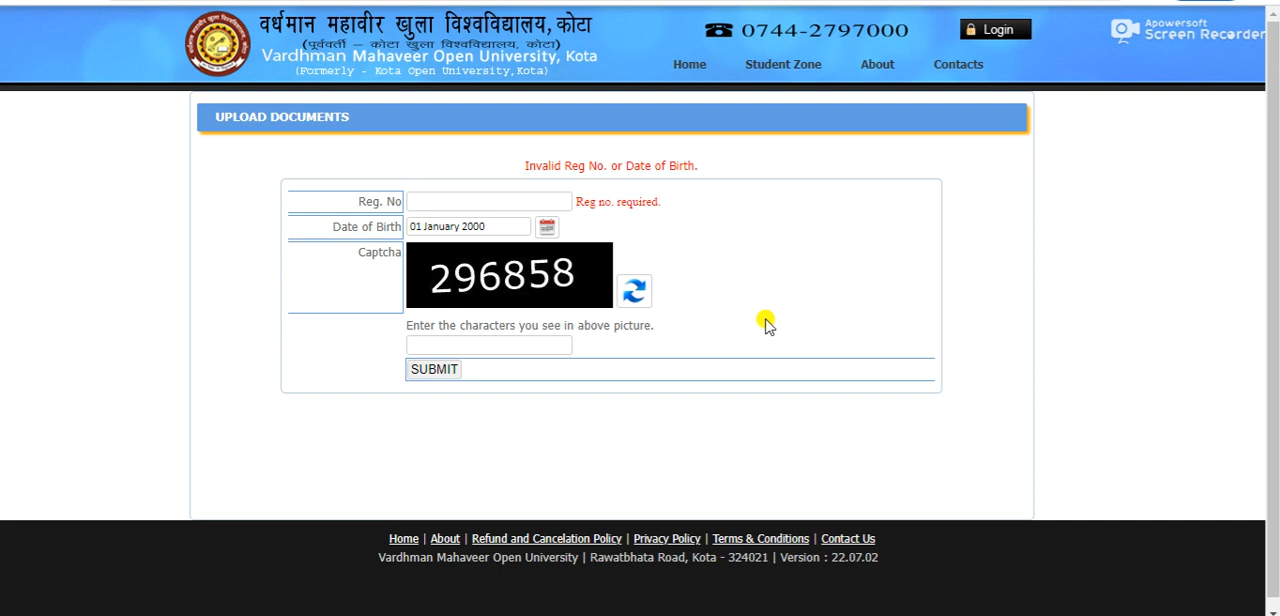 वर्धमान महावीर खुला विश्वविद्यालय, कोटा
(पूर्ववर्ती – कोटा खुला विश्वविद्यालय, कोटा)
Vardhman Mahaveer Open University, Kota
(Formerly - Kota Open University,Kota)
☎ 0744-2797000
Login
Apowersoft
Screen Recorder
Home Student Zone About Contacts
UPLOAD DOCUMENTS
Invalid Reg No. or Date of Birth.
Reg. No Reg no. required.
Date of Birth 01 January 2000
Captcha 296858
Enter the characters you see in above picture.
SUBMIT
Home | About | Refund and Cancelation Policy | Privacy Policy | Terms & Conditions | Contact Us
Vardhman Mahaveer Open University | Rawatbhata Road, Kota - 324021 | Version : 22.07.02